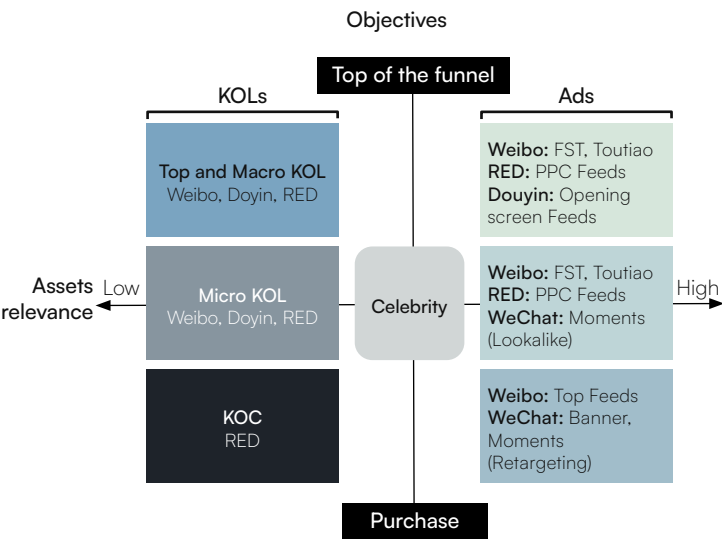 Objectives
Top of the funnel
KOLs
Ads
Top and Macro KOL
Weibo, Doyin, RED
Weibo: FST, Toutiao
RED: PPC Feeds
Douyin: Opening
screen Feeds
Assets
relevance
Low
Micro KOL
Weibo, Doyin, RED
Celebrity
Weibo: FST, Toutiao
RED: PPC Feeds
WeChat: Moments
(Lookalike)
High
KOC
RED
Weibo: Top Feeds
WeChat: Banner,
Moments
(Retargeting)
Purchase